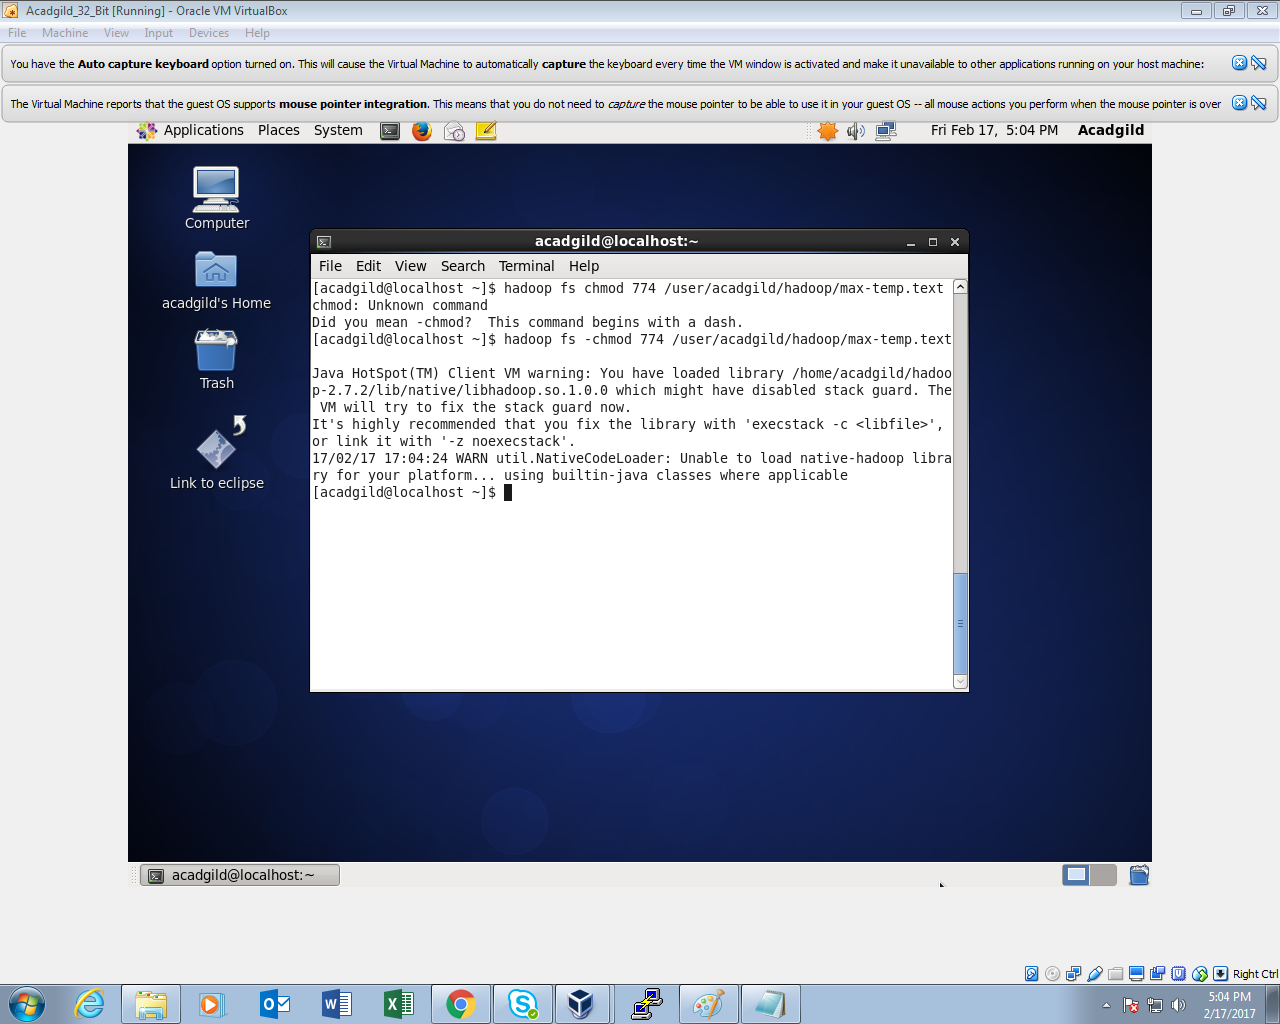 Acadgild_32_Bit [Running] - Oracle VM VirtualBox
File Machine View Input Devices Help
You have the Auto capture keyboard option turned on. This will cause the Virtual Machine to automatically capture the keyboard every time the VM window is activated and make it unavailable to other applications running on your host machine:
The Virtual Machine reports that the guest OS supports mouse pointer integration. This means that you do not need to capture the mouse pointer to be able to use it in your guest OS -- all mouse actions you perform when the mouse pointer is over
Applications Places System Fri Feb 17, 5:04 PM Acadgild
Computer
acadgild's Home
Trash
Link to eclipse
acadgild@localhost:~
File Edit View Search Terminal Help
[acadgild@localhost ~]$ hadoop fs chmod 774 /user/acadgild/hadoop/max-temp.text
chmod: Unknown command
Did you mean -chmod?  This command begins with a dash.
[acadgild@localhost ~]$ hadoop fs -chmod 774 /user/acadgild/hadoop/max-temp.text
Java HotSpot(TM) Client VM warning: You have loaded library /home/acadgild/hadoo
p-2.7.2/lib/native/libhadoop.so.1.0.0 which might have disabled stack guard. The
 VM will try to fix the stack guard now.
It's highly recommended that you fix the library with 'execstack -c <libfile>',
or link it with '-z noexecstack'.
17/02/17 17:04:24 WARN util.NativeCodeLoader: Unable to load native-hadoop libra
ry for your platform... using builtin-java classes where applicable
[acadgild@localhost ~]$
acadgild@localhost:~
Right Ctrl
5:04 PM
2/17/2017